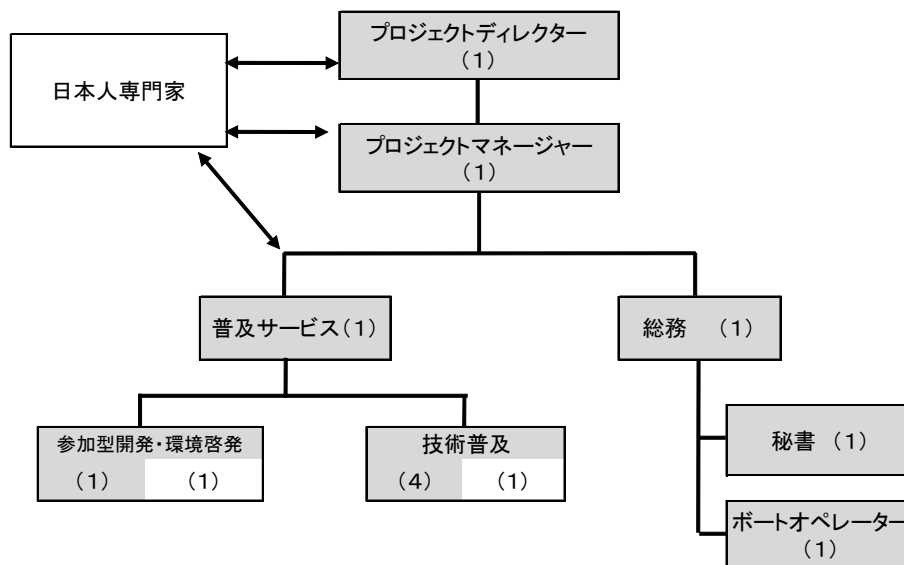 プロジェクトディレクター
(1)
日本人専門家
プロジェクトマネージャー
(1)
普及サービス(1)
総務 (1)
参加型開発・環境啓発
(1) (1)
技術普及
(4) (1)
秘書 (1)
ボートオペレーター
(1)